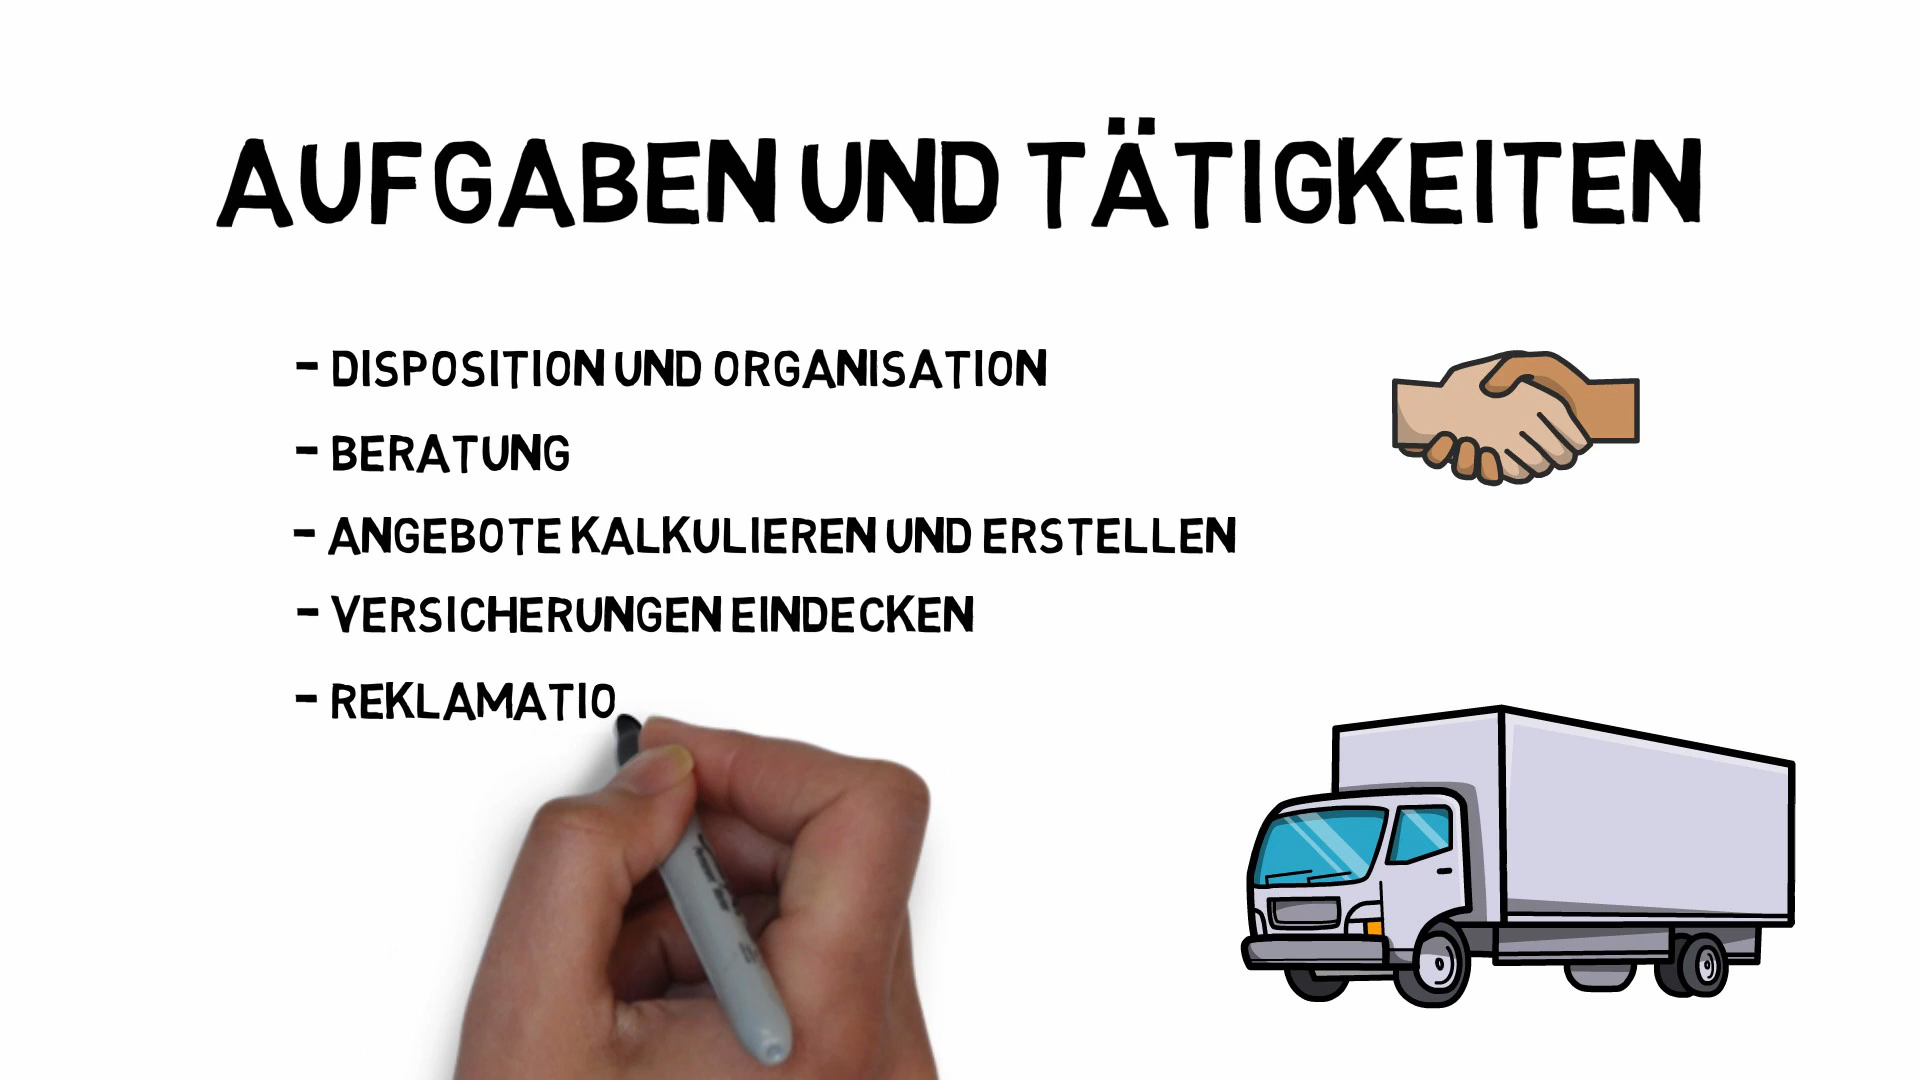 AUFGABEN UND TÄTIGKEITEN
- DISPOSITION UND ORGANISATION
- BERATUNG
- ANGEBOTE KALKULIEREN UND ERSTELLEN
- VERSICHERUNGEN EINDECKEN
- REKLAMATIO